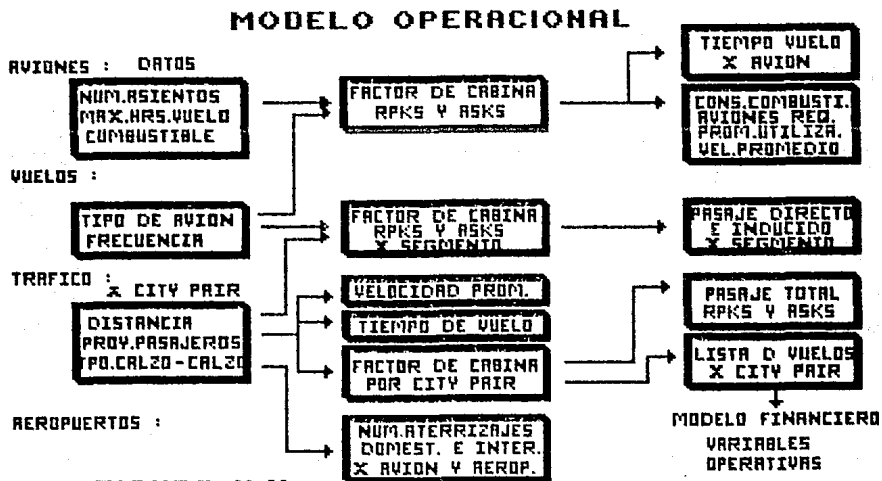 MODELO OPERACIONAL
AVIONES : DATOS
NUM.ASIENTOS
MAX.HRS.VUELO
CUMBUSTIBLE
FACTOR DE CABINA
RPKS Y ASKS
TIEMPO VUELO
X AVION
CONS.COMBUSTI.
AVIONES REQ.
PROM.UTILIZA.
VEL.PROMEDIO
VUELOS :
TIPO DE AVION
FRECUENCIA
FACTOR DE CABINA
RPKS Y ASKS
X SEGMENTO
PASAJE DIRECTO
E INDUCIDO
X SEGMENTO
TRAFICO :
X CITY PAIR
DISTANCIA
PROY.PASAJEROS
TPO.CALZO-CALZO
VELOCIDAD PROM.
TIEMPO DE VUELO
FACTOR DE CABINA
POR CITY PAIR
PASAJE TOTAL
RPKS Y ASKS
LISTA D VUELOS
X CITY PAIR
AEROPUERTOS :
NUM.ATERRIZAJES
DOMEST. E INTER.
X AVION Y AEROP.
MODELO FINANCIERO
VARIABLES
OPERATIVAS